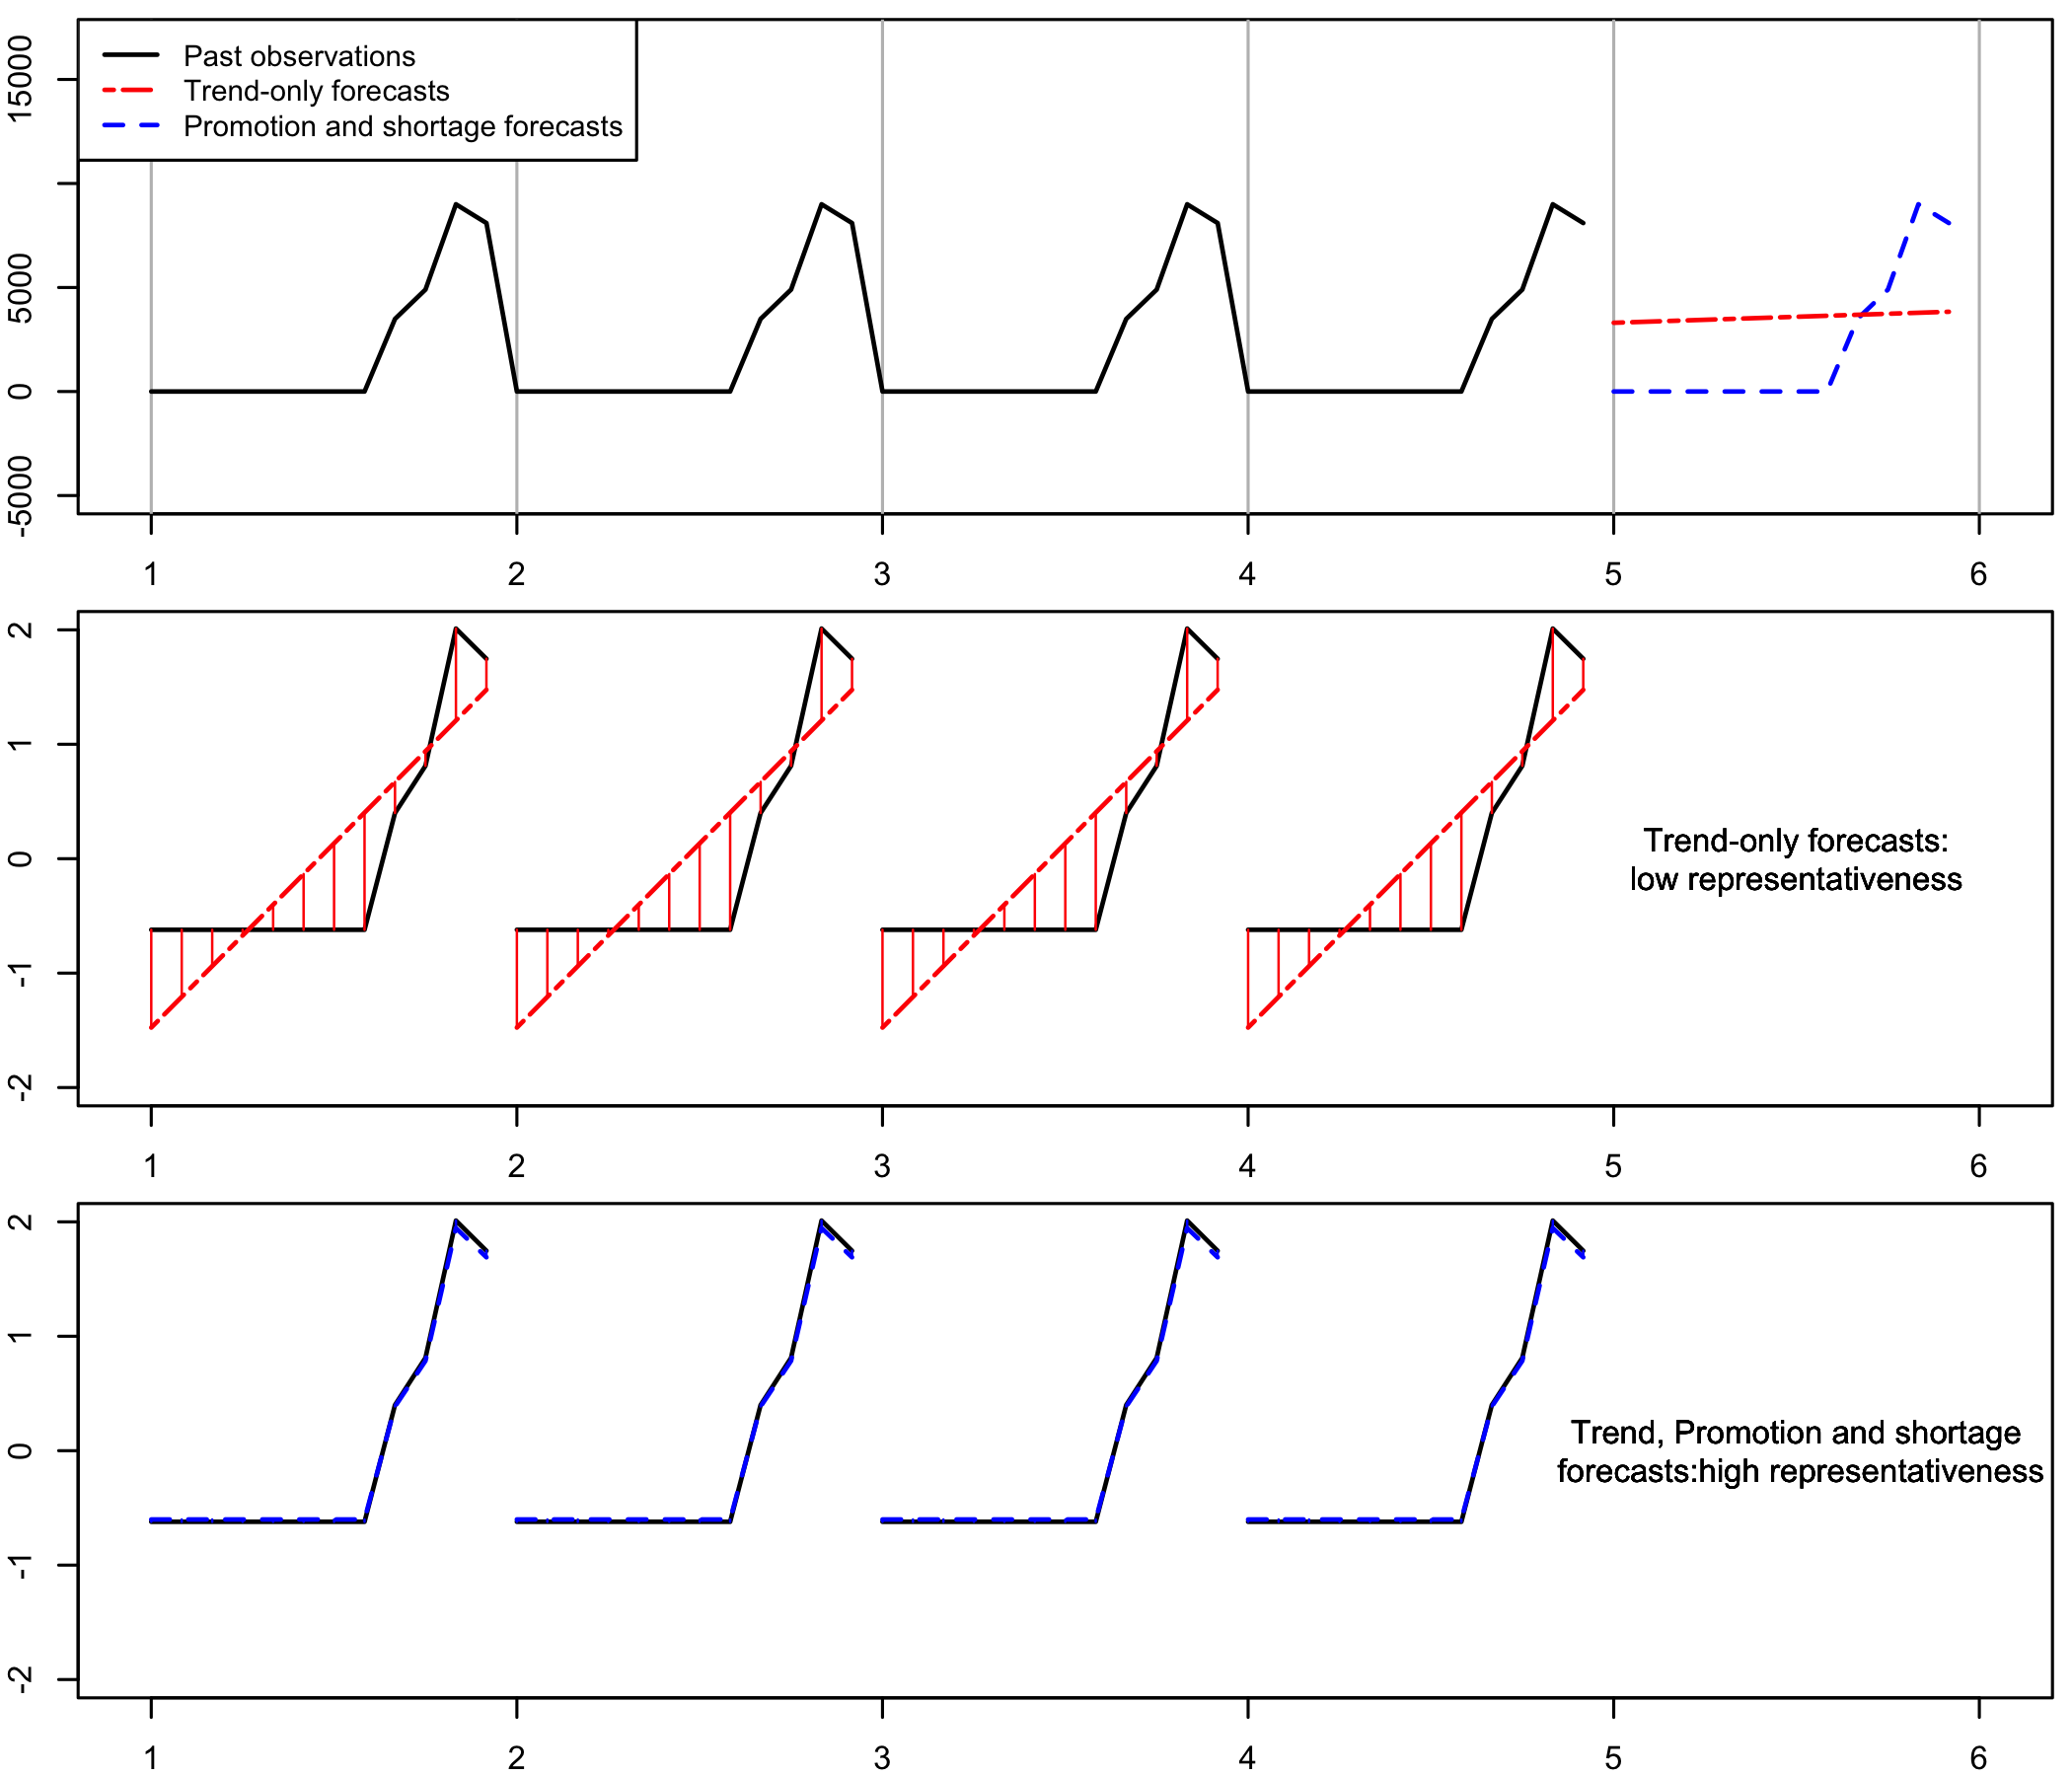 Past observations
Trend-only forecasts
Promotion and shortage forecasts
15000
5000
0
-5000
1 2 3 4 5 6
2
1
0
-1
-2
Trend-only forecasts:
low representativeness
1 2 3 4 5 6
2
1
0
-1
-2
Trend, Promotion and shortage
forecasts:high representativeness
1 2 3 4 5 6